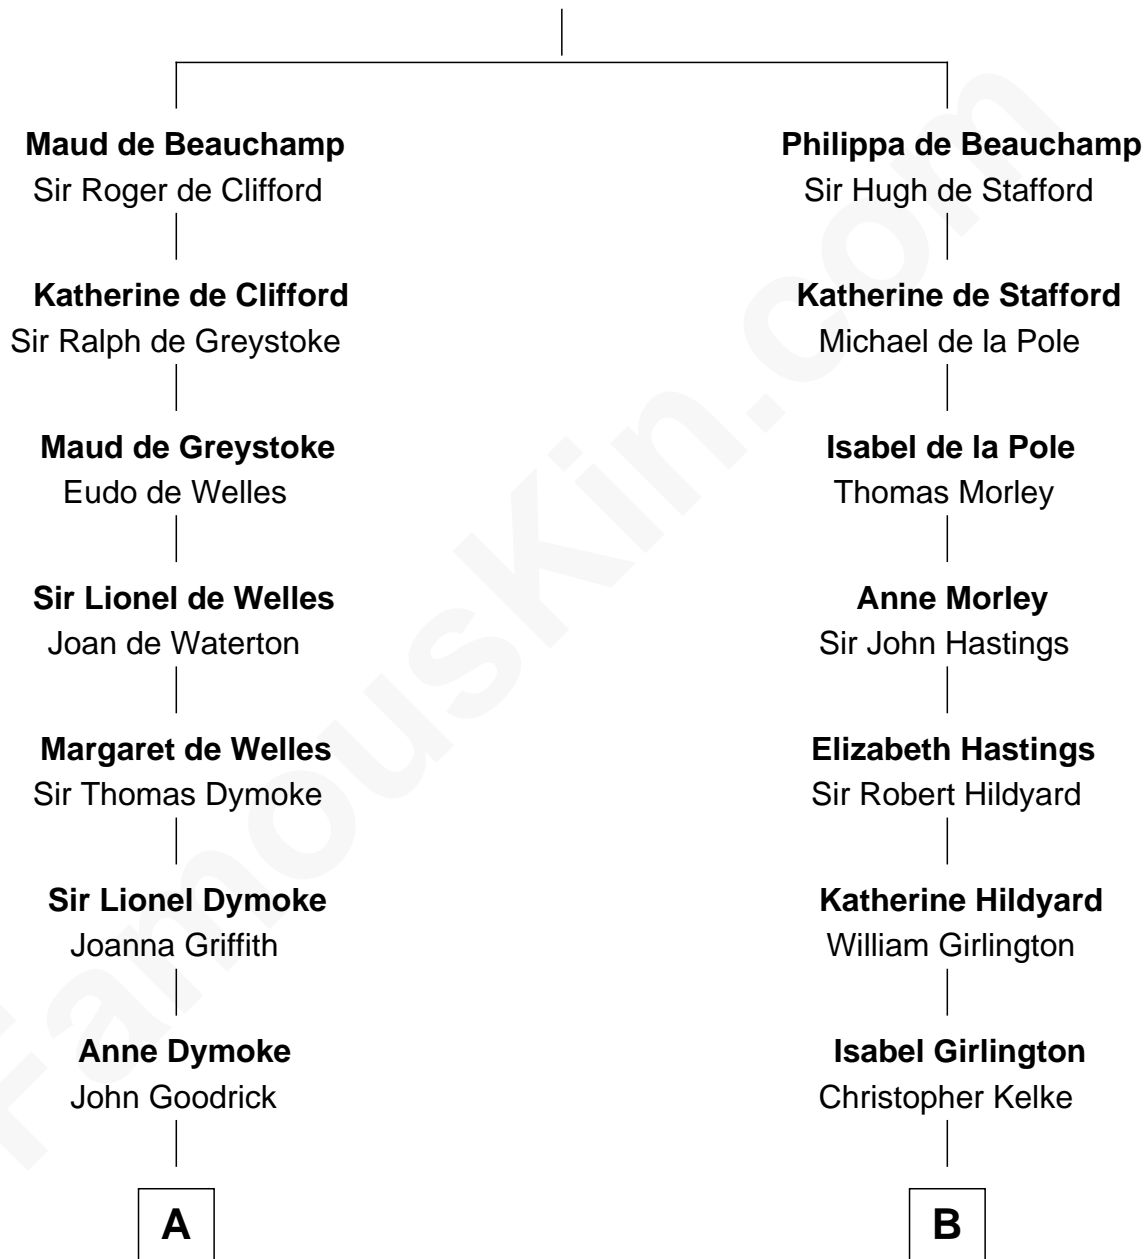 Maud de Beauchamp
Sir Roger de Clifford
Katherine de Clifford
Sir Ralph de Greystoke
Maud de Greystoke
Eudo de Welles
Sir Lionel de Welles
Joan de Waterton
Margaret de Welles
Sir Thomas Dymoke
Sir Lionel Dymoke
Joanna Griffith
Anne Dymoke
John Goodrick
A
Philippa de Beauchamp
Sir Hugh de Stafford
Katherine de Stafford
Michael de la Pole
Isabel de la Pole
Thomas Morley
Anne Morley
Sir John Hastings
Elizabeth Hastings
Sir Robert Hildyard
Katherine Hildyard
William Girlington
Isabel Girlington
Christopher Kelke
B
FamousKin.com